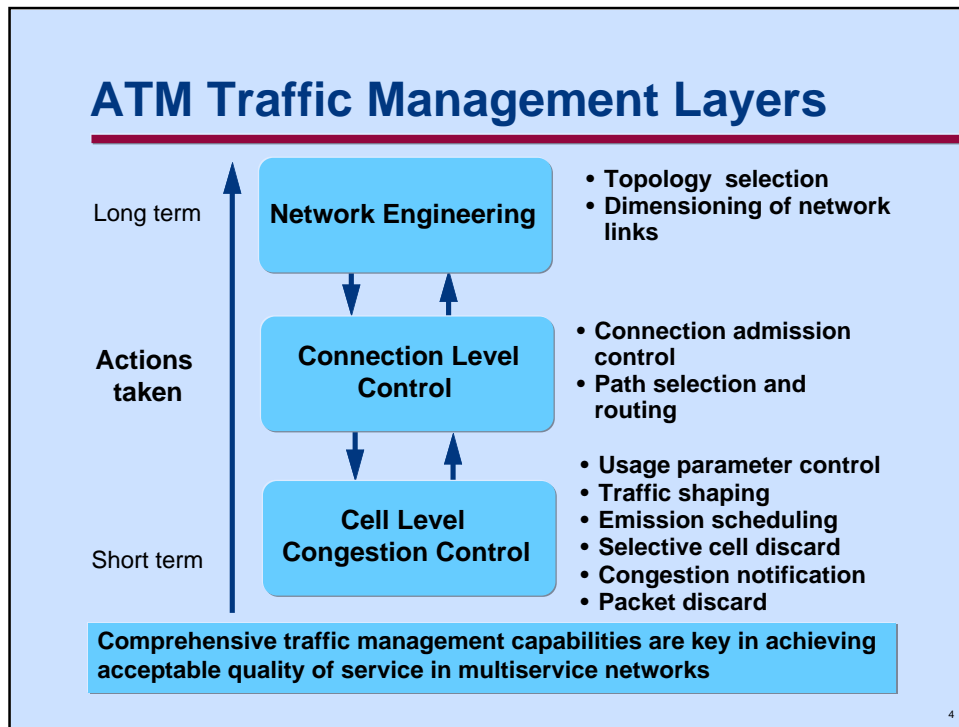 ATM Traffic Management Layers
Long term
Network Engineering
• Topology selection
• Dimensioning of network
links
Actions
taken
Connection Level
Control
• Connection admission
control
• Path selection and
routing
Short term
Cell Level
Congestion Control
• Usage parameter control
• Traffic shaping
• Emission scheduling
• Selective cell discard
• Congestion notification
• Packet discard
Comprehensive traffic management capabilities are key in achieving
acceptable quality of service in multiservice networks
4